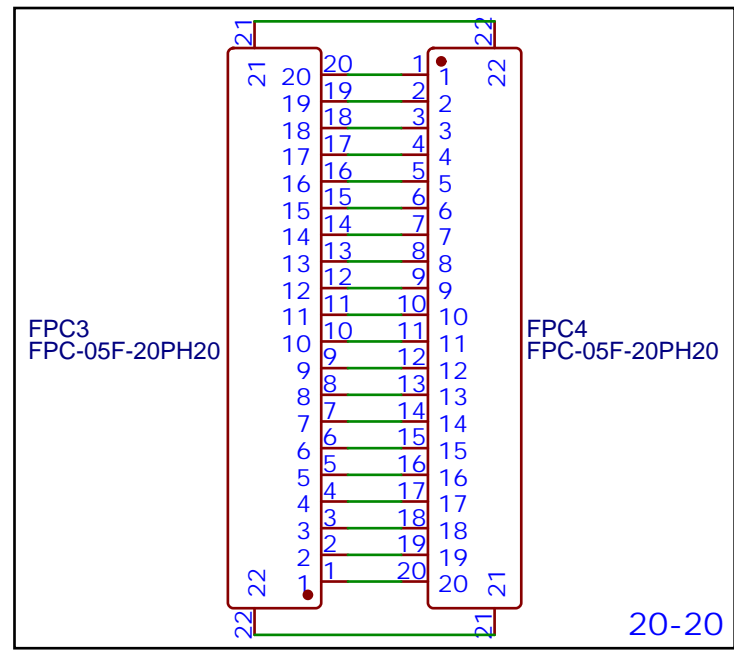 21 22
21 22
20 20 1 1
19 19 2 2
18 18 3 3
17 17 4 4
16 16 5 5
15 15 6 6
14 14 7 7
13 13 8 8
12 12 9 9
11 11 10 10
FPC3
FPC-05F-20PH20
10 10 11 11
FPC4
FPC-05F-20PH20
9 9 12 12
8 8 13 13
7 7 14 14
6 6 15 15
5 5 16 16
4 4 17 17
3 3 18 18
2 2 19 19
1 1 20 20
22 21
22 21
20-20